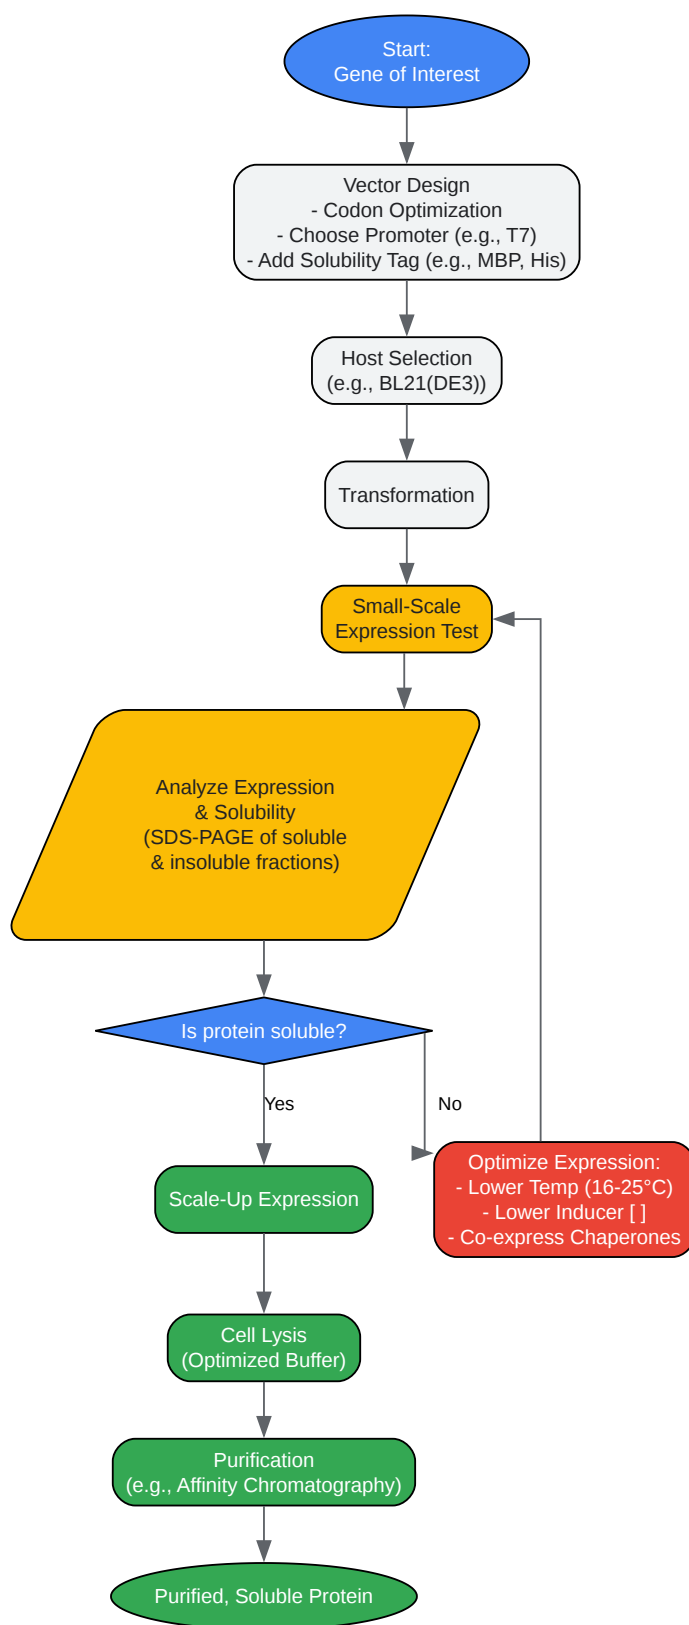 Start:
Gene of Interest
Vector Design
- Codon Optimization
- Choose Promoter (e.g., T7)
- Add Solubility Tag (e.g., MBP, His)
Host Selection
(e.g., BL21(DE3))
Transformation
Small-Scale
Expression Test
Analyze Expression
& Solubility
(SDS-PAGE of soluble
& insoluble fractions)
Is protein soluble?
Yes
No
Optimize Expression:
- Lower Temp (16-25°C)
- Lower Inducer [ ]
- Co-express Chaperones
Scale-Up Expression
Cell Lysis
(Optimized Buffer)
Purification
(e.g., Affinity Chromatography)
Purified, Soluble Protein